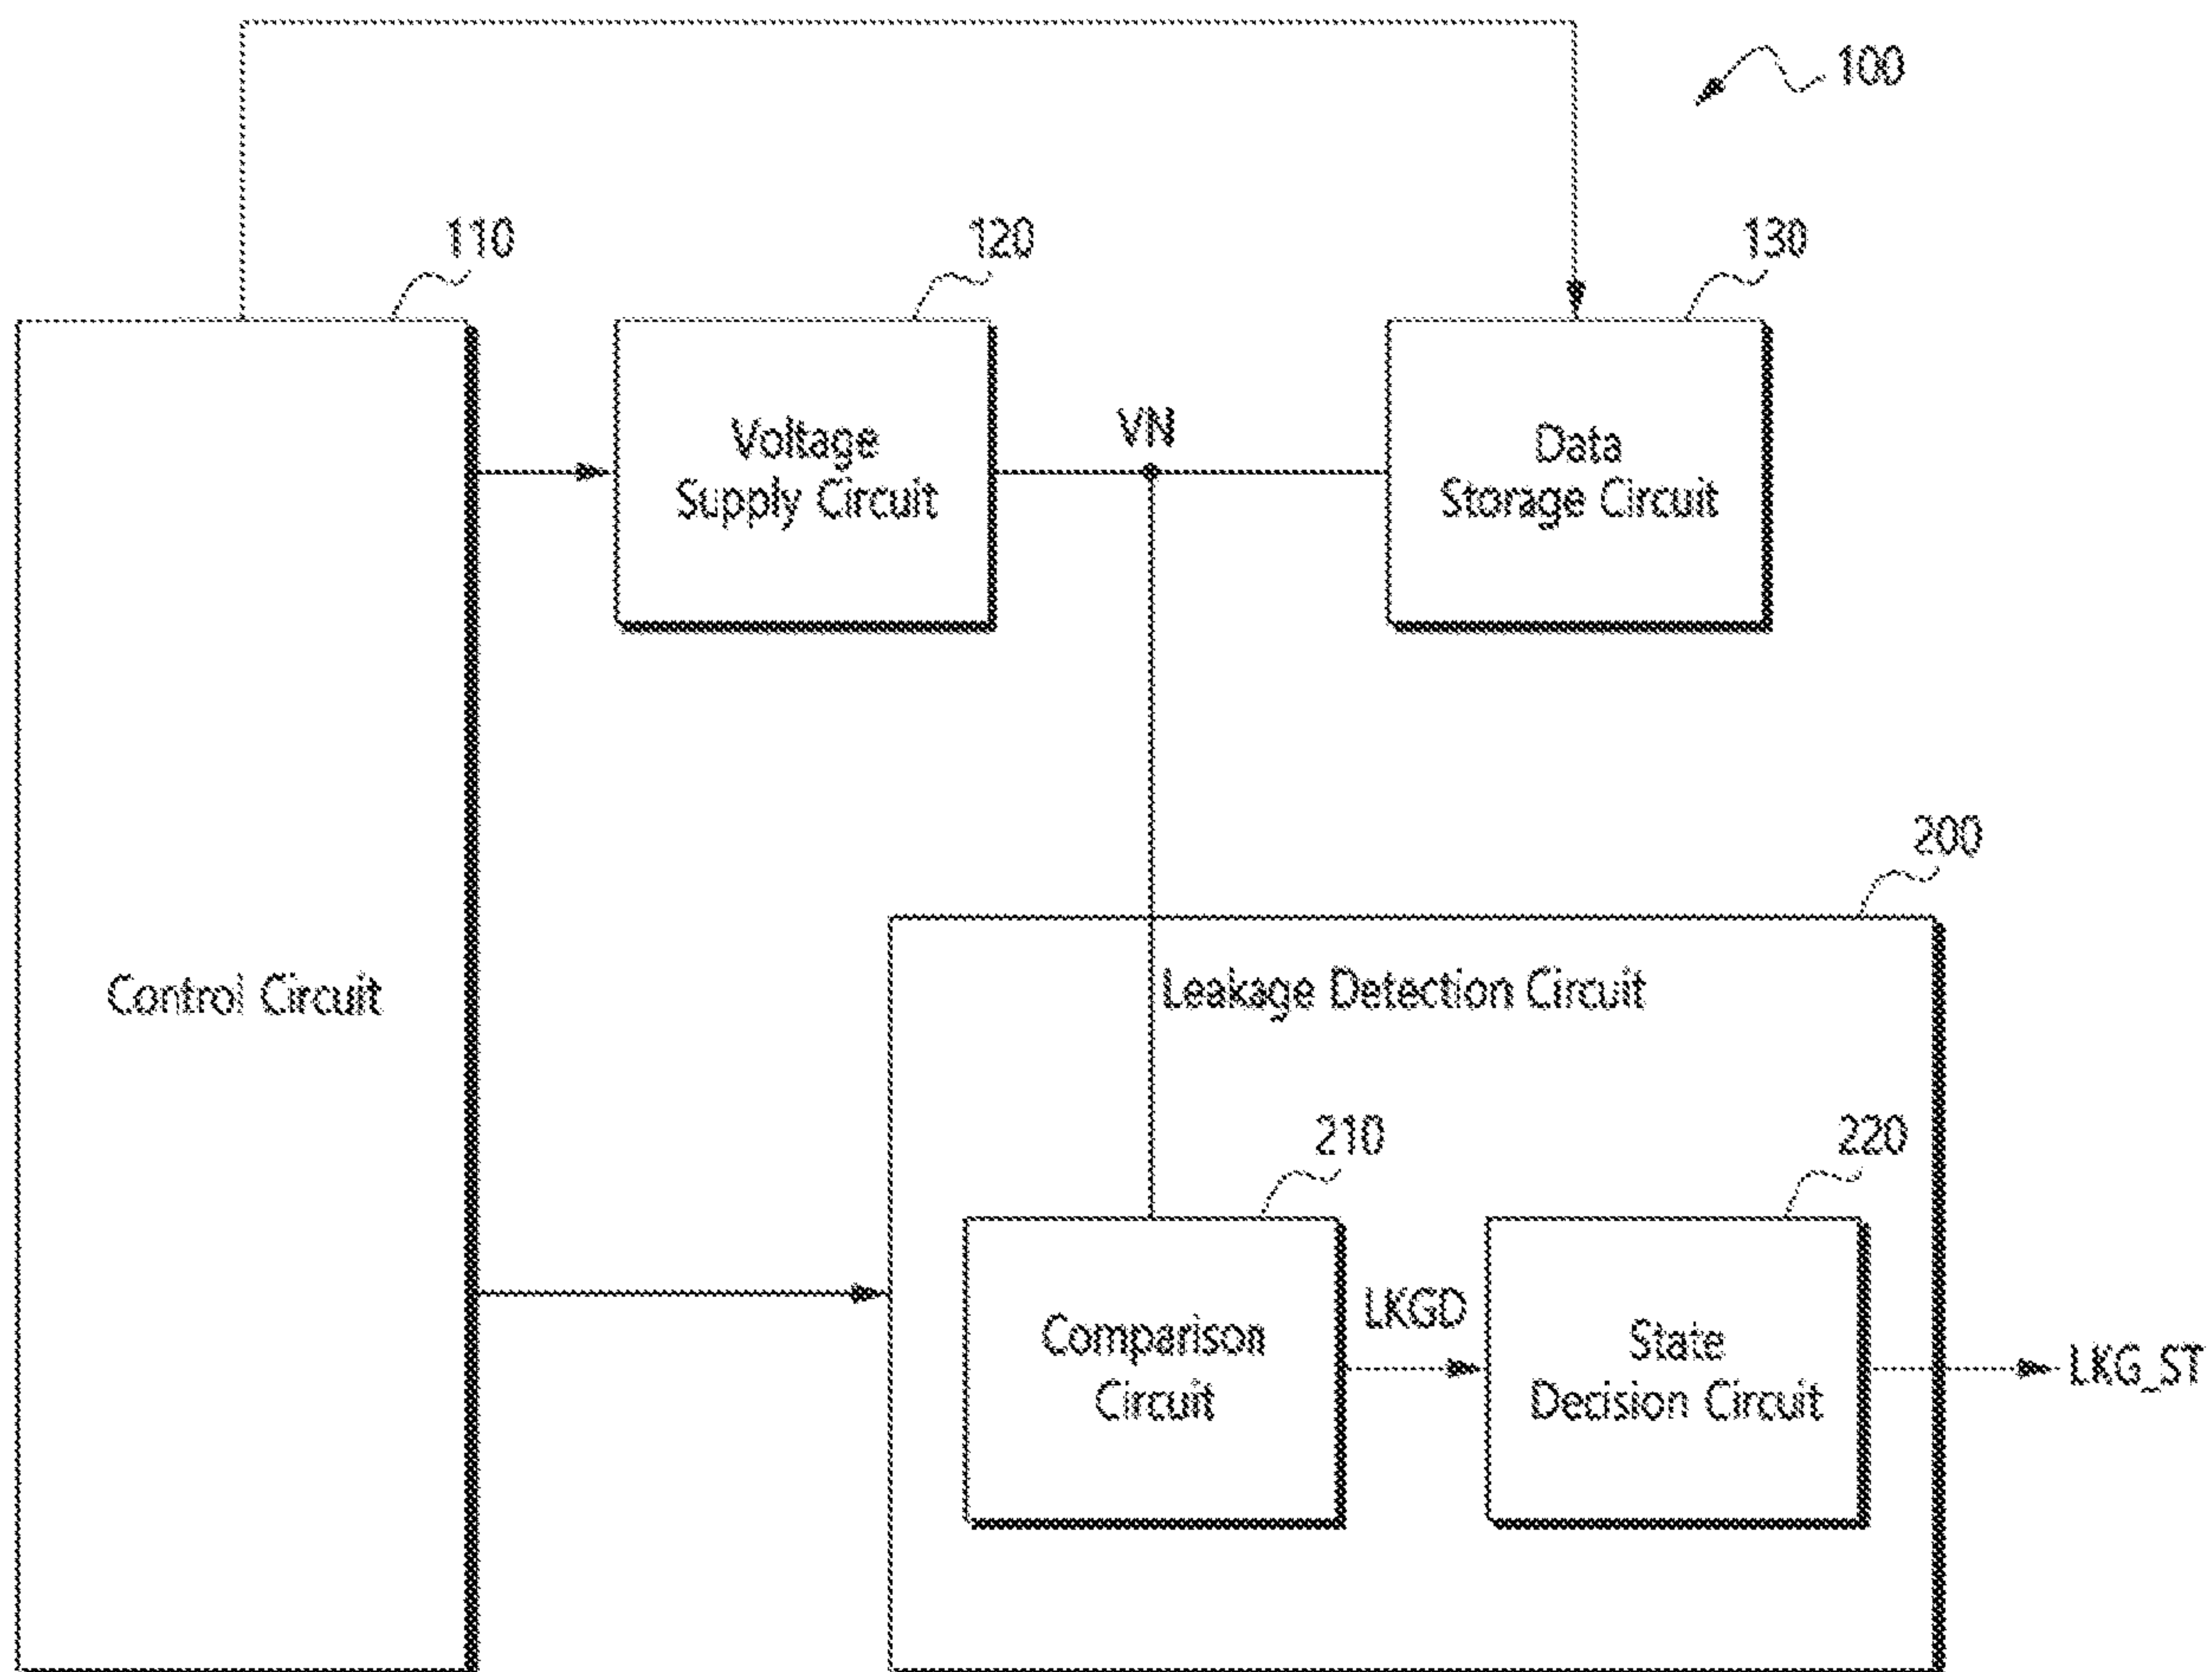 100
110
120
130
Voltage
Supply Circuit
VN
Data
Storage Circuit
200
Control Circuit
Leakage Detection Circuit
210
220
Comparison
Circuit
LKGD
State
Decision Circuit
LKG_ST